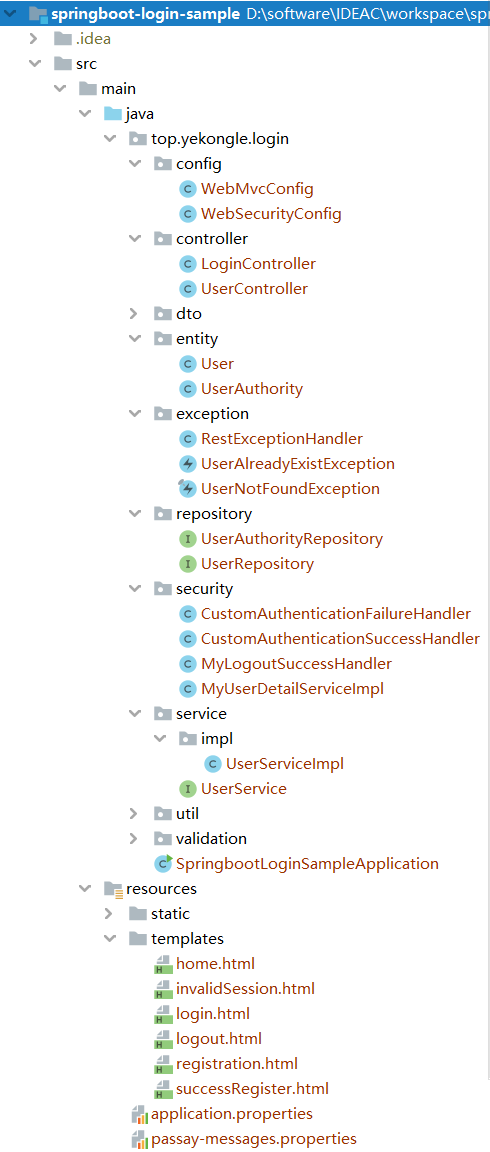 springboot-login-sample D:\software\IDEAC\workspace\spr
.idea
src
main
java
top.yekongle.login
config
WebMvcConfig
WebSecurityConfig
controller
LoginController
UserController
dto
entity
User
UserAuthority
exception
RestExceptionHandler
UserAlreadyExistException
UserNotFoundException
repository
UserAuthorityRepository
UserRepository
security
CustomAuthenticationFailureHandler
CustomAuthenticationSuccessHandler
MyLogoutSuccessHandler
MyUserDetailServiceImpl
service
impl
UserServiceImpl
UserService
util
validation
SpringbootLoginSampleApplication
resources
static
templates
home.html
invalidSession.html
login.html
logout.html
registration.html
successRegister.html
application.properties
passay-messages.properties